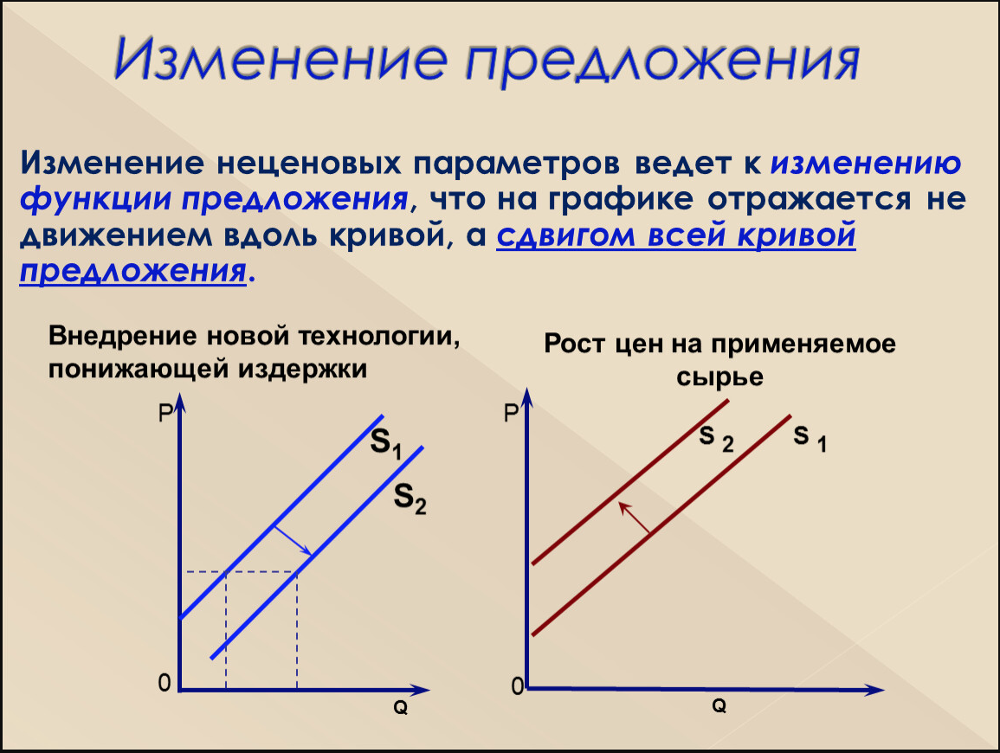 Изменение предложения
Изменение неценовых параметров ведет к изменению
функции предложения, что на графике отражается не
движением вдоль кривой, а сдвигом всей кривой
предложения.
Внедрение новой технологии,
понижающей издержки
P
S1
S2
0
Q
Рост цен на применяемое
сырье
P
S 2
S 1
0
Q